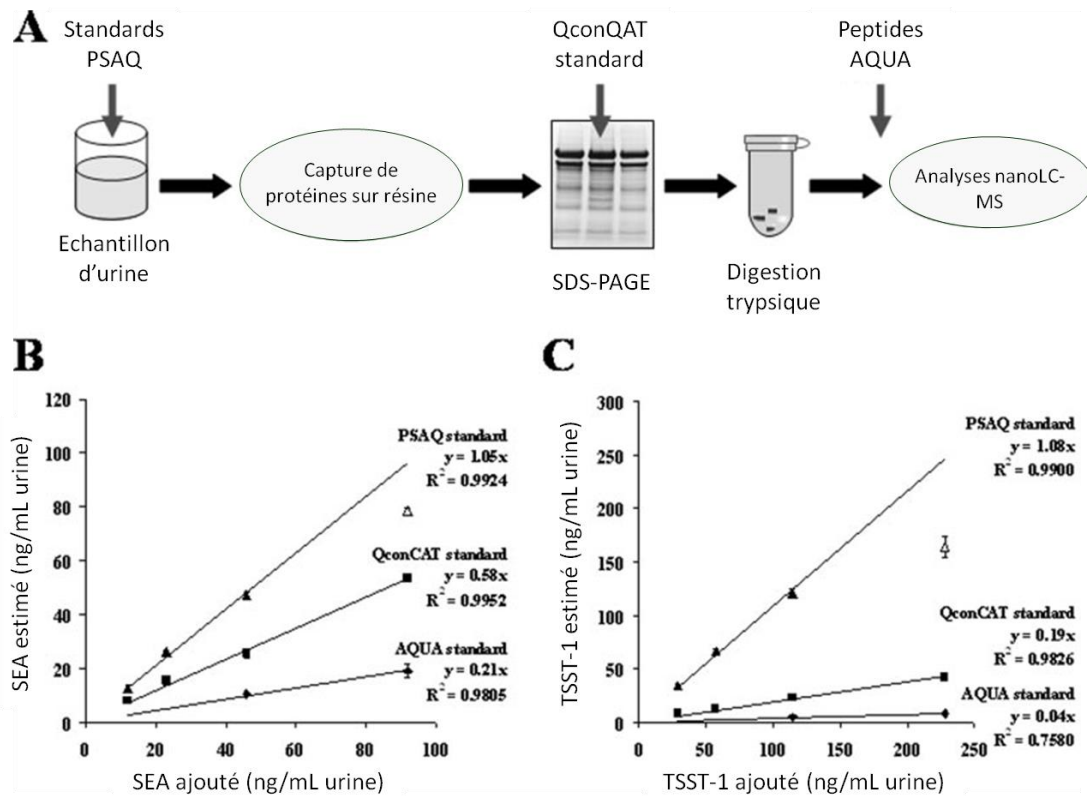 A
Standards
PSAQ
QconQAT
standard
Peptides
AQUA
Capture de
protéines sur résine
Analyses nanoLC-
MS
Echantillon
d'urine
SDS-PAGE
Digestion
trypsique
B
SEA estimé (ng/mL urine)
120
100
80
60
40
20
0
0 20 40 60 80 100
SEA ajouté (ng/mL urine)
PSAQ standard
y = 1.05x
R² = 0.9924
QconCAT standard
y = 0.58x
R² = 0.9952
AQUA standard
y = 0.21x
R² = 0.9805
C
TSST-1 estimé (ng/mL urine)
300
250
200
150
100
50
0
0 50 100 150 200 250
TSST-1 ajouté (ng/mL urine)
PSAQ standard
y = 1.08x
R² = 0.9900
QconCAT standard
y = 0.19x
R² = 0.9826
AQUA standard
y = 0.04x
R² = 0.7580